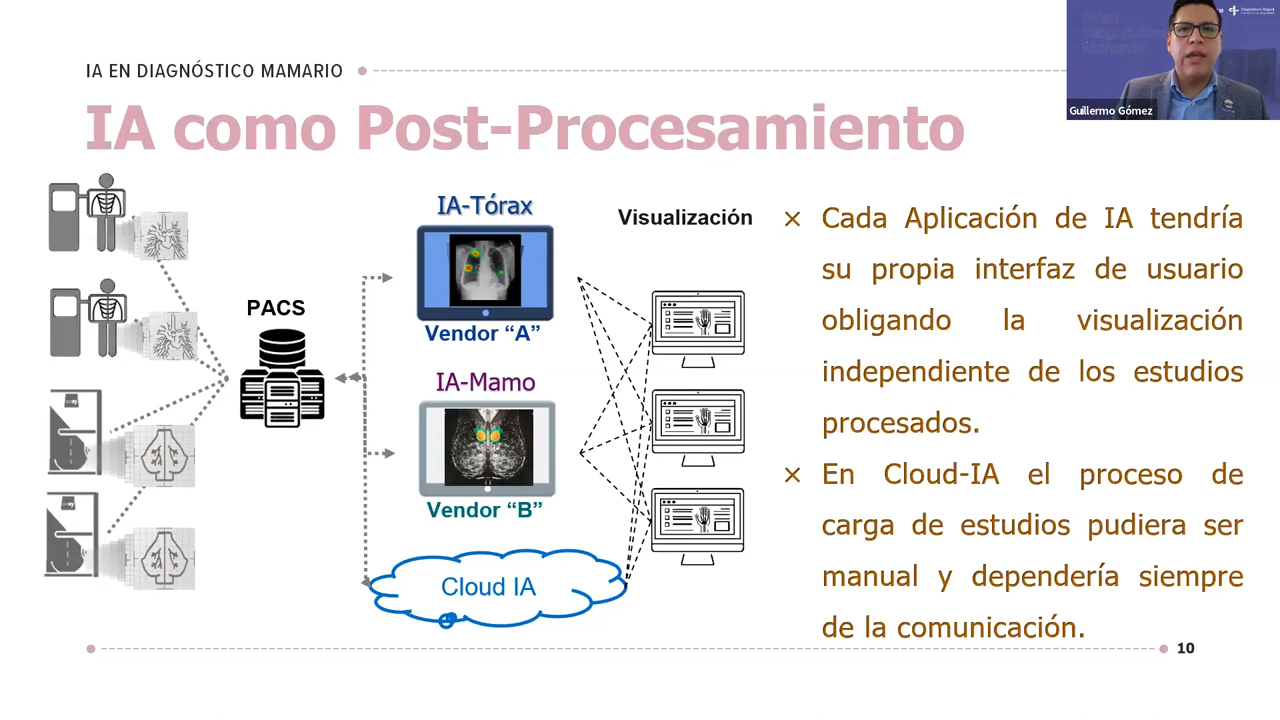 IA EN DIAGNÓSTICO MAMARIO
IA como Post-Procesamiento
Guillermo Gómez
PACS
IA-Tórax
Vendor “A”
IA-Mamo
Vendor “B”
Cloud IA
Visualización
× Cada Aplicación de IA tendría
su propia interfaz de usuario
obligando la visualización
independiente de los estudios
procesados.
× En Cloud-IA el proceso de
carga de estudios pudiera ser
manual y dependería siempre
de la comunicación.
10